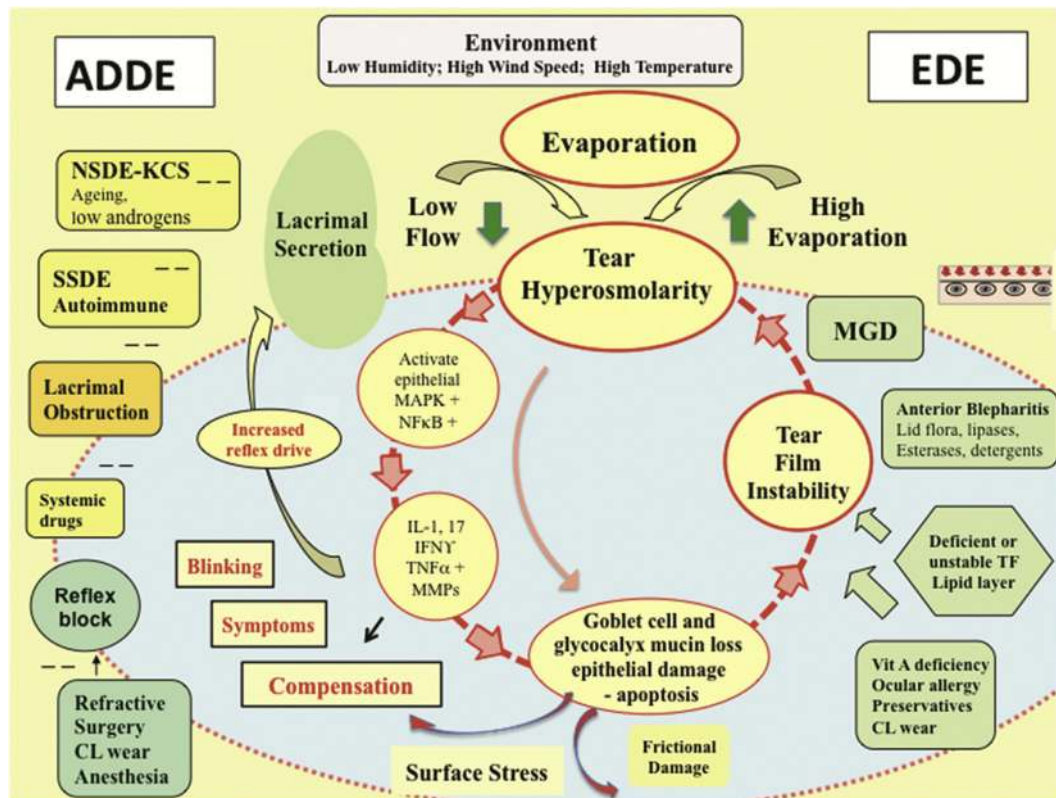 ADDE
Environment
Low Humidity; High Wind Speed; High Temperature
EDE
Evaporation
NSDE-KCS
Ageing,
low androgens
Lacrimal
Secretion
Low
Flow
High
Evaporation
Tear
Hyperosmolarity
SSDE
Autoimmune
MGD
Activate
epithelial
MAPK +
NFκB +
Lacrimal
Obstruction
Increased
reflex drive
Anterior Blepharitis
Lid flora, lipases,
Esterases, detergents
Tear
Film
Instability
Systemic
drugs
IL-1, 17
IFNϒ
TNFα +
MMPs
Blinking
Deficient or
unstable TF
Lipid layer
Reflex
block
Symptoms
Goblet cell and
glycocalyx mucin loss
epithelial damage
- apoptosis
Compensation
Vit A deficiency
Ocular allergy
Preservatives
CL wear
Refractive
Surgery
CL wear
Anesthesia
Surface Stress
Frictional
Damage